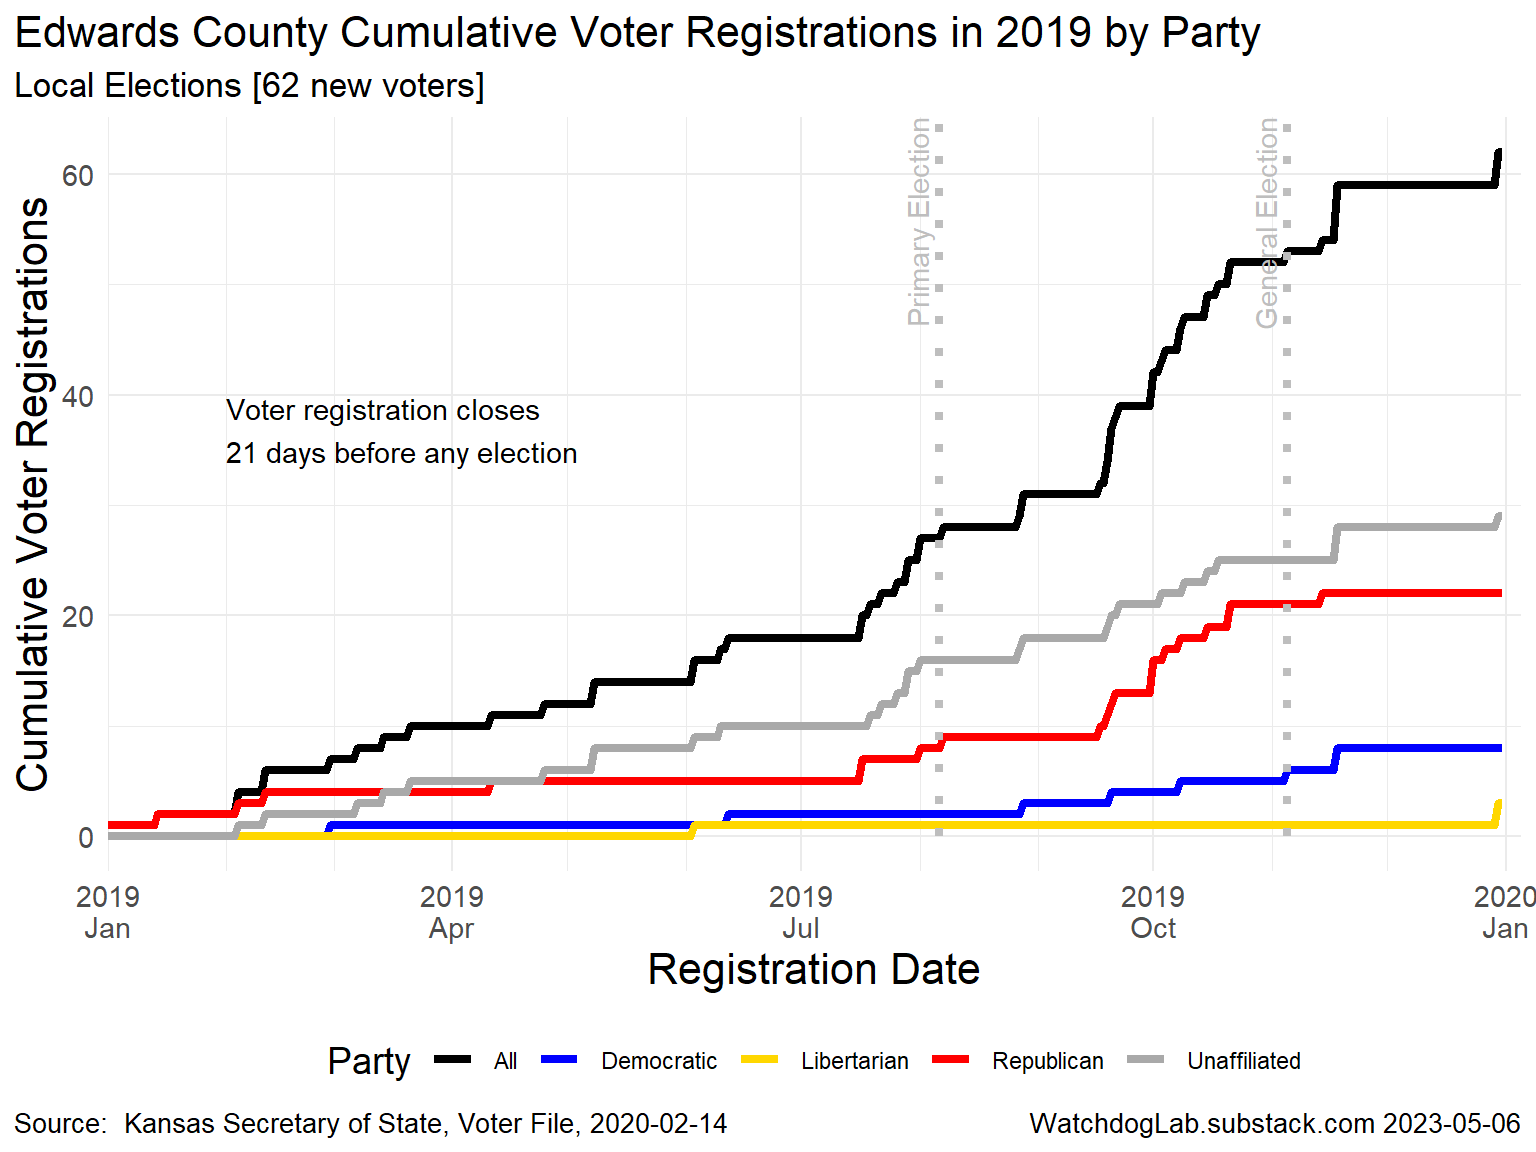 Edwards County Cumulative Voter Registrations in 2019 by Party
Local Elections [62 new voters]
Cumulative Voter Registrations
60
40
20
0
Primary Election
General Election
Voter registration closes
21 days before any election
2019 2019 2019 2019 2020
Jan Apr Jul Oct Jan
Registration Date
Party All Democratic Libertarian Republican Unaffiliated
Source:  Kansas Secretary of State, Voter File, 2020-02-14
WatchdogLab.substack.com 2023-05-06